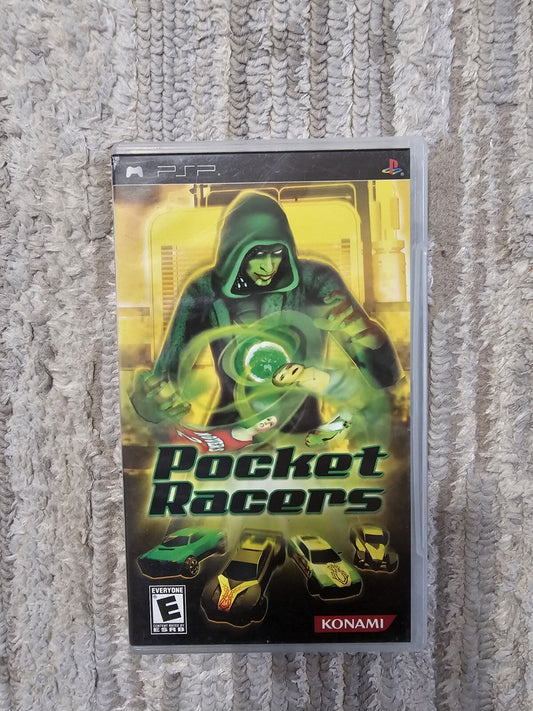 PSP
Pocket
Racers
EVERYONE
E
CONTENT RATED BY
ESRB
KONAMI